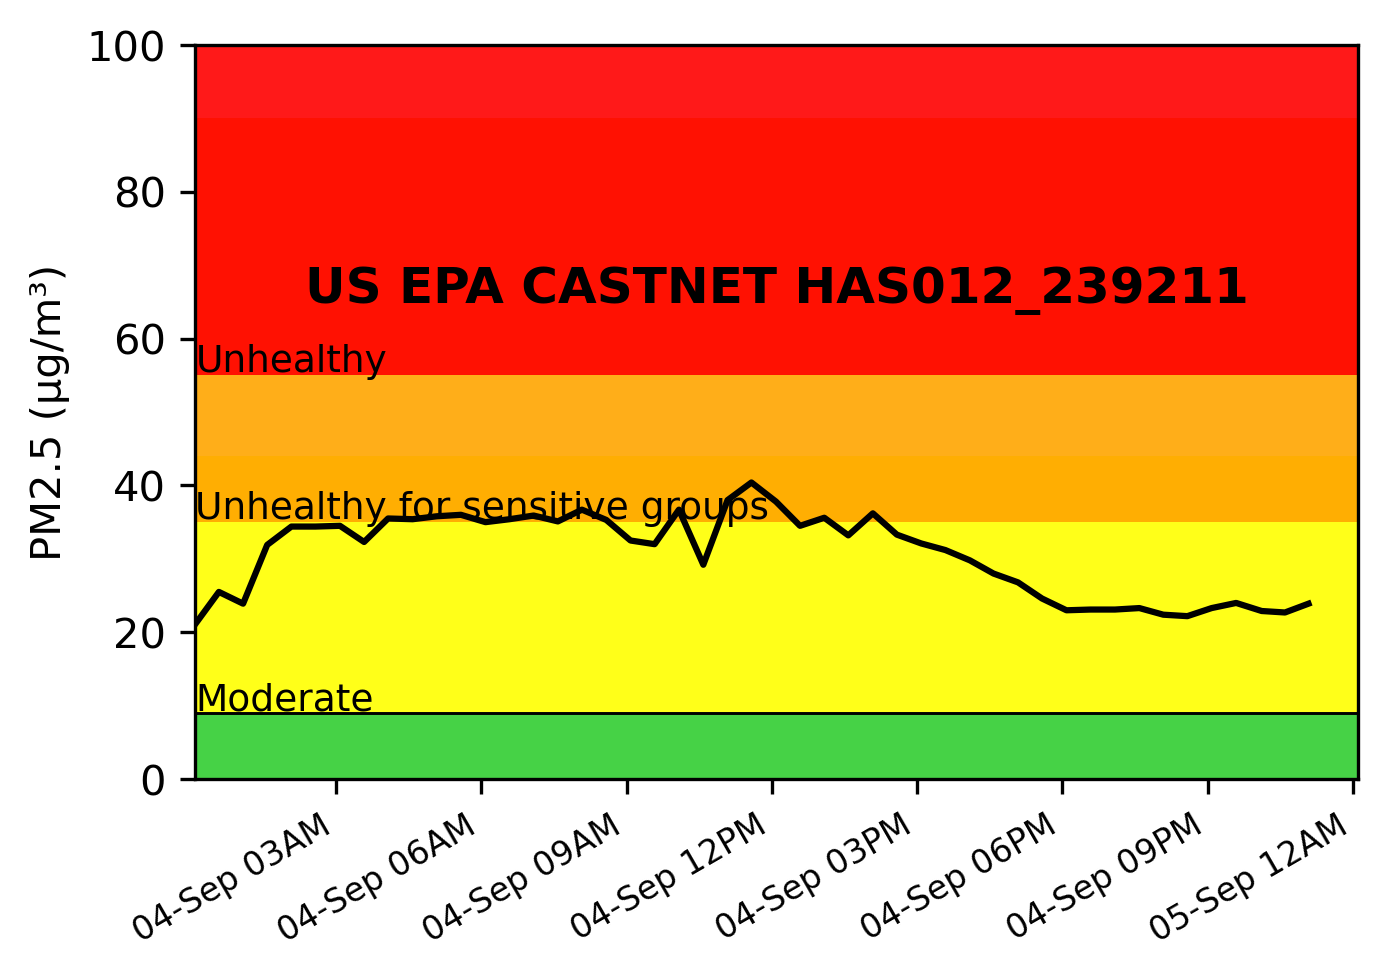 100
80
60
40
20
0
PM2.5 (µg/m³)
US EPA CASTNET HAS012_239211
Unhealthy
Unhealthy for sensitive groups
Moderate
04-Sep 03AM
04-Sep 06AM
04-Sep 09AM
04-Sep 12PM
04-Sep 03PM
04-Sep 06PM
04-Sep 09PM
05-Sep 12AM